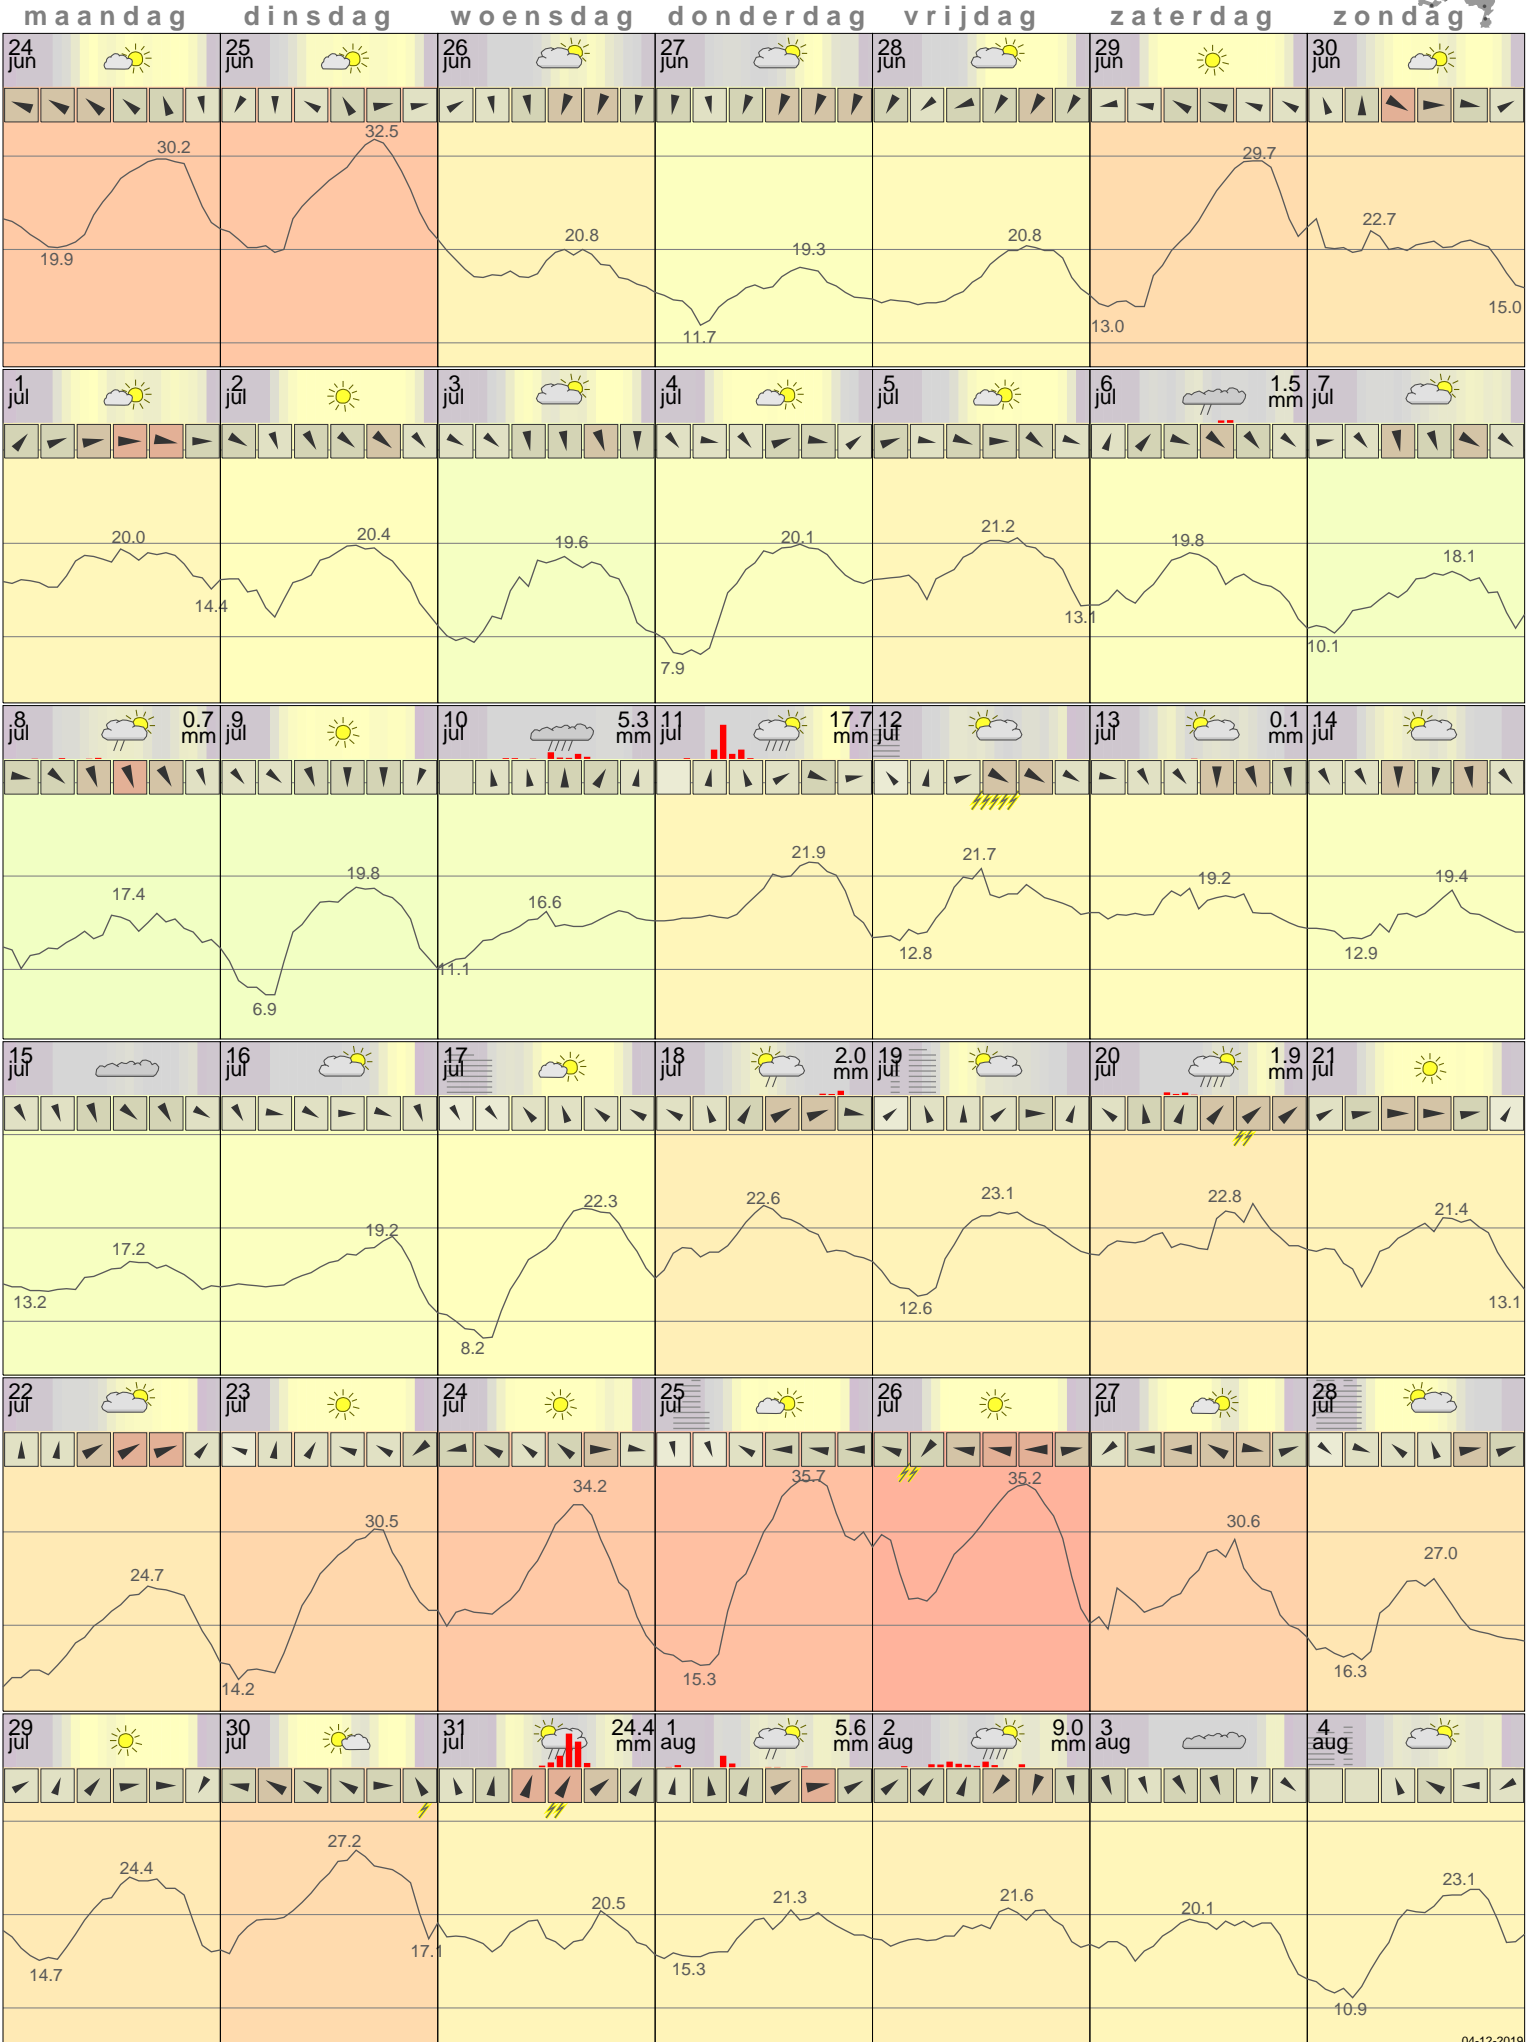 maandag dinsdag woensdag donderdag vrijdag zaterdag zondag
24 25 26 27 28 29 30
jun jun jun jun jun jun jun
32.5
30.2 29.7
22.7
20.8 19.3 20.8
19.9
15.0
11.7 13.0
1 2 3 4 5 6 1.5 7
jul jul jul jul jul jul mm jul
20.0 20.4 19.6 20.1 21.2 19.8 18.1
14.4 13.1
7.9 10.1
8 0.7 9 10 5.3 11 17.7 12 13 0.1 14
jul mm jul jul mm jul mm jul jul mm jul
21.9 21.7
17.4 19.8 16.6 19.2 19.4
12.8 12.9
11.1
6.9
15 16 17 18 2.0 19 20 1.9 21
jul jul jul jul mm jul jul mm jul
22.3 22.6 23.1 22.8 21.4
17.2 19.2
13.2 12.6 13.1
8.2
22 23 24 25 26 27 28
jul jul jul jul jul jul jul
34.2 35.7 35.2
30.5 30.6
24.7 27.0
14.2 15.3 16.3
29 30 31 24.4 1 5.6 2 9.0 3 4
jul jul jul mm aug mm aug mm aug aug
27.2
24.4 23.1
20.5 21.3 21.6 20.1
17.1
14.7 15.3
10.9
04-12-2019